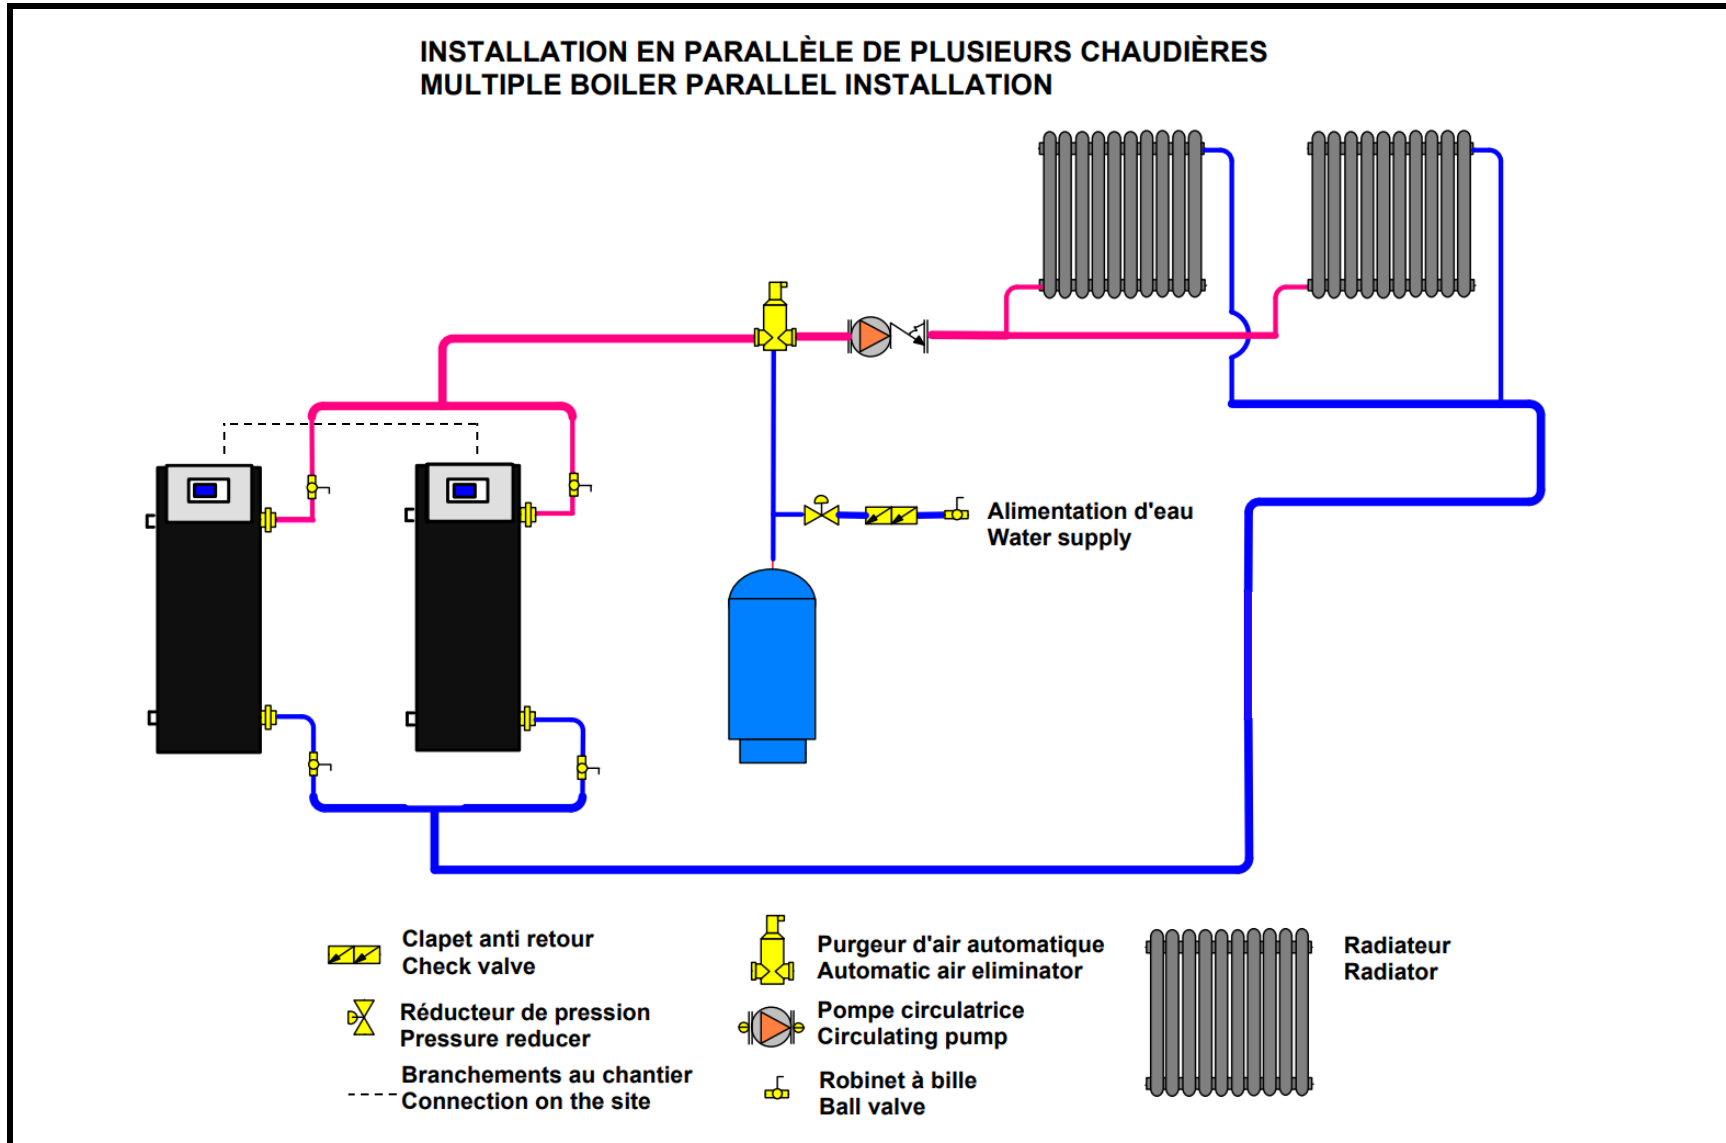 INSTALLATION EN PARALLÈLE DE PLUSIEURS CHAUDIÈRES
MULTIPLE BOILER PARALLEL INSTALLATION
Alimentation d'eau
Water supply
Clapet anti retour
Check valve
Réducteur de pression
Pressure reducer
Branchements au chantier
Connection on the site
Purgeur d'air automatique
Automatic air eliminator
Pompe circulatrice
Circulating pump
Robinet à bille
Ball valve
Radiateur
Radiator